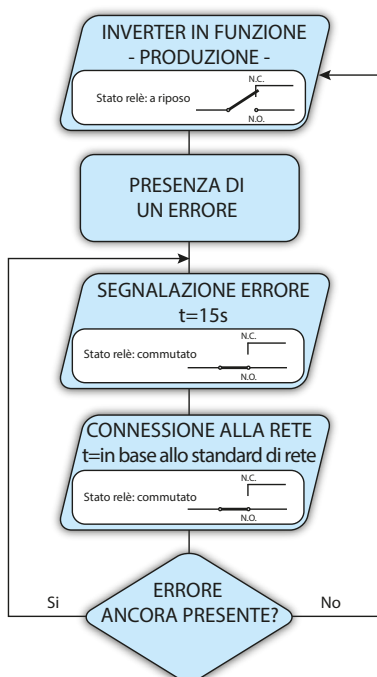 INVERTER IN FUNZIONE
- PRODUZIONE -
N.C.
Stato relè: a riposo
N.O.
PRESENZA DI
UN ERRORE
SEGNALAZIONE ERRORE
t=15s
N.C.
Stato relè: commutato
N.O.
CONNESSIONE ALLA RETE
t=in base allo standard di rete
N.C.
Stato relè: commutato
N.O.
ERRORE
ANCORA PRESENTE?
Si
No